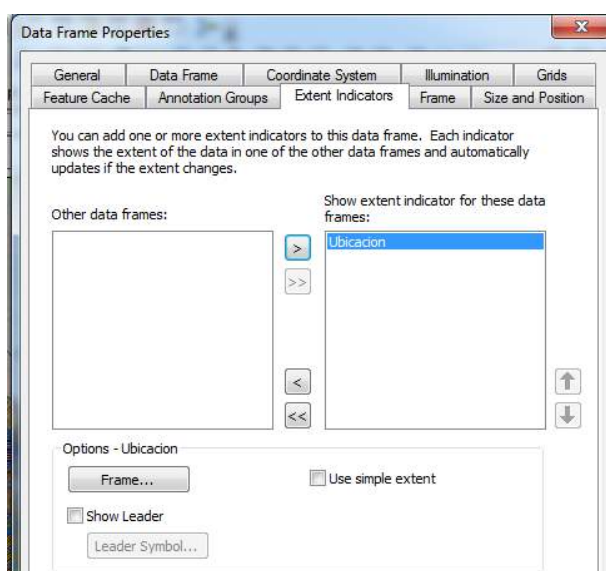 Data Frame Properties
X
General Data Frame Coordinate System Illumination Grids
Feature Cache Annotation Groups Extent Indicators Frame Size and Position
You can add one or more extent indicators to this data frame. Each indicator
shows the extent of the data in one of the other data frames and automatically
updates if the extent changes.
Other data frames:
Show extent indicator for these data
frames:
Ubicacion
>
>>
<
<<
Options - Ubicacion
Frame...
Use simple extent
Show Leader
Leader Symbol...